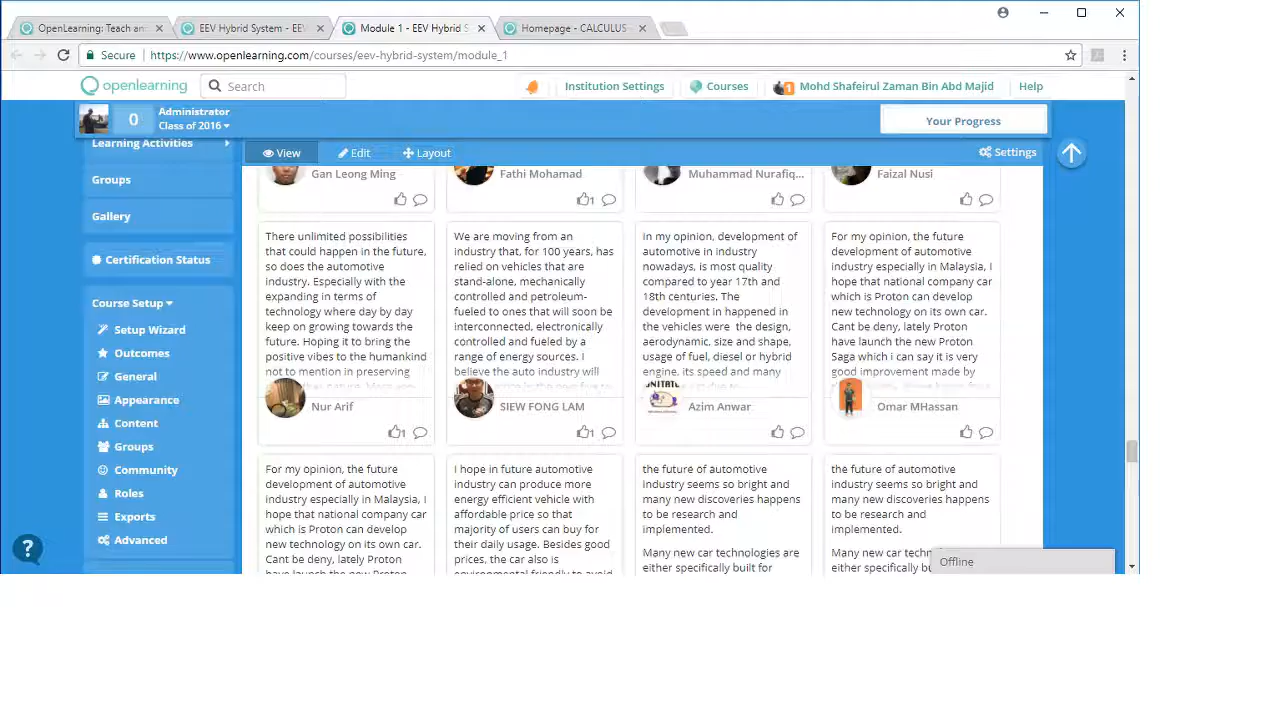 OpenLearning: Teach an
EEV Hybrid System - EEV
Module 1 - EEV Hybrid S
Homepage - CALCULUS
Secure
https://www.openlearning.com/courses/eev-hybrid-system/module_1
openlearning
Search
Institution Settings
Courses
1
Mohd Shafeirul Zaman Bin Abd Majid
Help
0
Administrator
Class of 2016
Your Progress
Learning Activities
Groups
Gallery
Certification Status
Course Setup
Setup Wizard
Outcomes
General
Appearance
Content
Groups
Community
Roles
Exports
Advanced
?
View
Edit
Layout
Settings
Gan Leong Ming
Fathi Mohamad
1
Muhammad Nurafiq...
Faizal Nusi
There unlimited possibilities
that could happen in the future,
so does the automotive
industry. Especially with the
expanding in terms of
technology where day by day
keep on growing towards the
future. Hoping it to bring the
positive vibes to the humankind
not to mention in preserving
Nur Arif
1
We are moving from an
industry that, for 100 years, has
relied on vehicles that are
stand-alone, mechanically
controlled and petroleum-
fueled to ones that will soon be
interconnected, electronically
controlled and fueled by a
range of energy sources. I
believe the auto industry will
SIEW FONG LAM
1
in my opinion, development of
automotive in industry
nowadays, is most quality
compared to year 17th and
18th centuries. The
development in happened in
the vehicles were the design,
aerodynamic, size and shape,
usage of fuel, diesel or hybrid
engine. its speed and many
Azim Anwar
For my opinion, the future
development of automotive
industry especially in Malaysia, I
hope that national company car
which is Proton can develop
new technology on its own car.
Cant be deny, lately Proton
have launch the new Proton
Saga which i can say it is very
good improvement made by
Omar MHassan
For my opinion, the future
development of automotive
industry especially in Malaysia, I
hope that national company car
which is Proton can develop
new technology on its own car.
Cant be deny, lately Proton
have launch the new Proton
I hope in future automotive
industry can produce more
energy efficient vehicle with
affordable price so that
majority of users can buy for
their daily usage. Besides good
prices, the car also is
environmental friendly to avoid
the future of automotive
industry seems so bright and
many new discoveries happens
to be research and
implemented.
Many new car technologies are
either specifically built for
the future of automotive
industry seems so bright and
many new discoveries happens
to be research and
implemented.
Many new car techn
either specifically bu
Offline